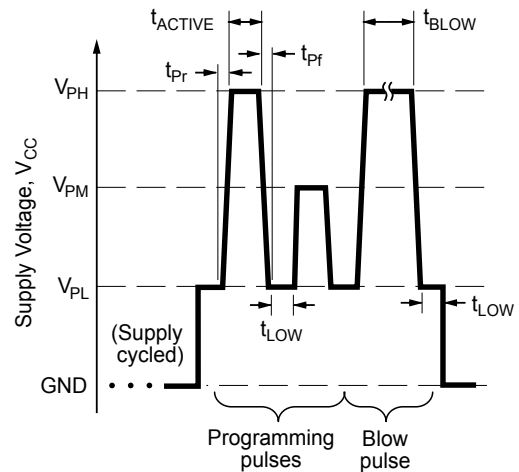 tACTIVE
tBLOW
tPr
tPf
VPH
VPM
VPL
GND
Supply Voltage, VCC
(Supply
cycled)
tLOW
tLOW
Programming
pulses
Blow
pulse